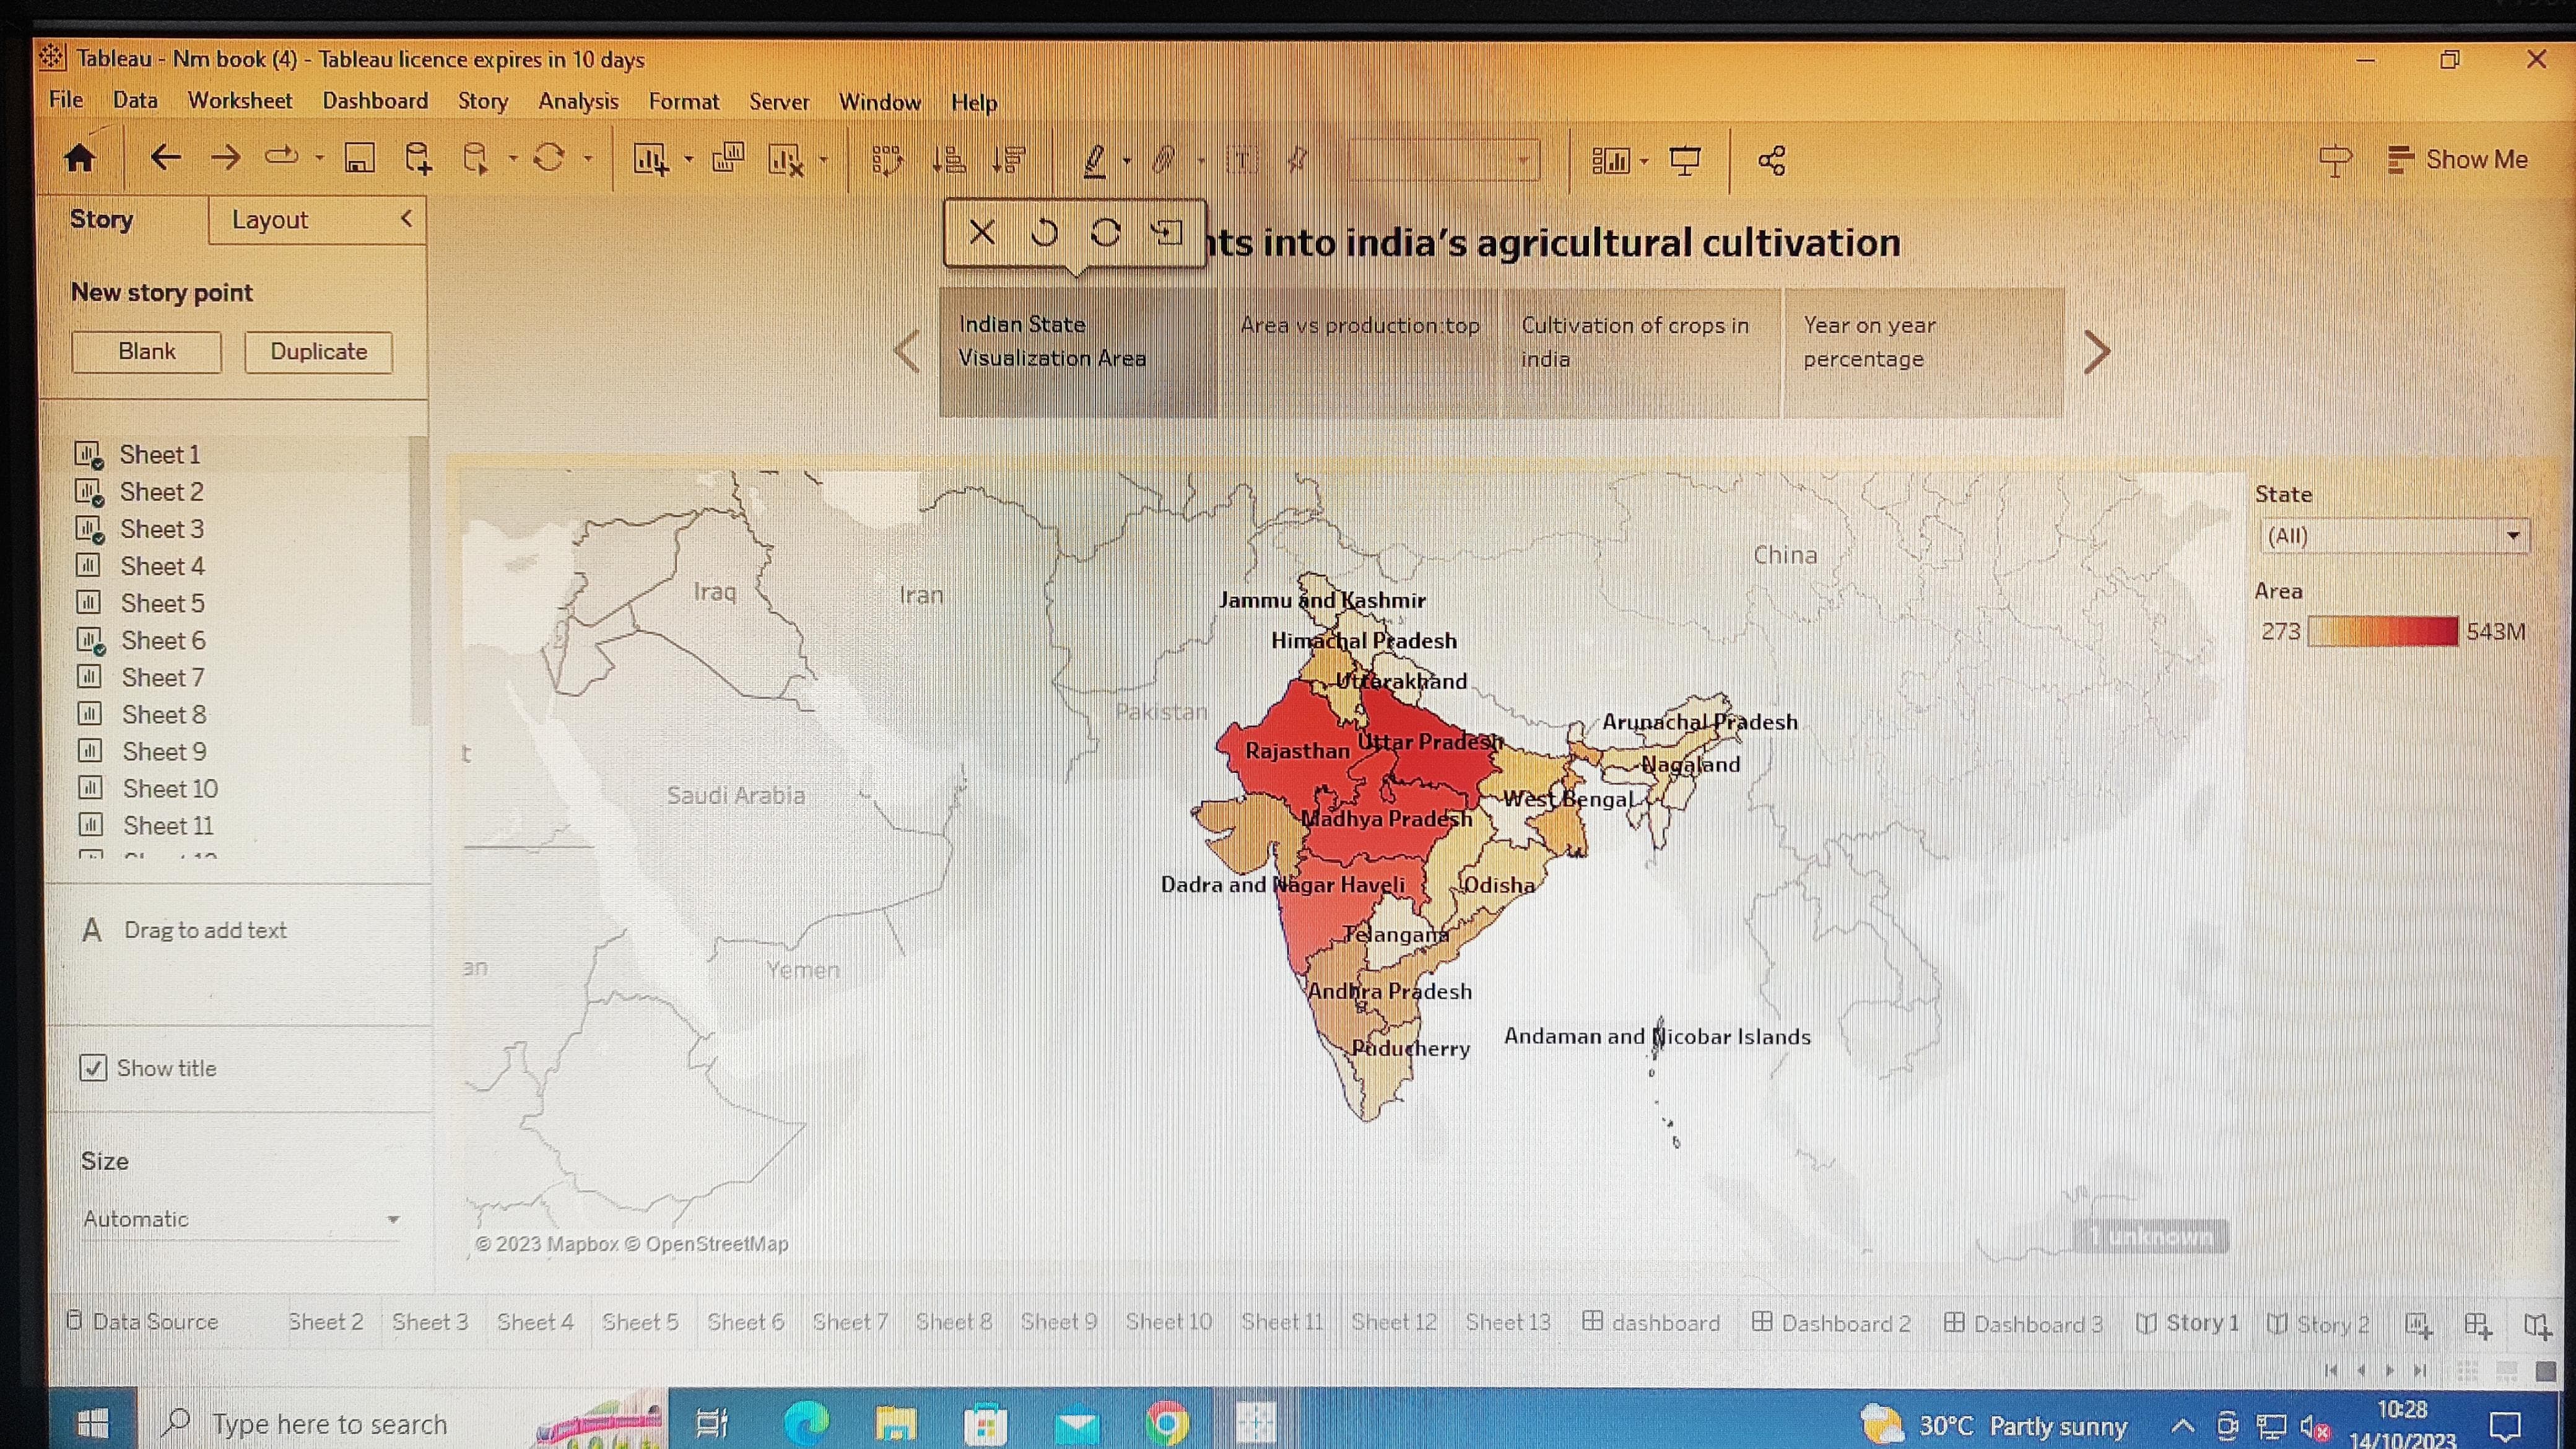 Tableau - Nm book (4) - Tableau licence expires in 10 days
File Data Worksheet Dashboard Story Analysis Format Server Window Help
Show Me
Story Layout
New story point
Blank Duplicate
Sheet 1
Sheet 2
Sheet 3
Sheet 4
Sheet 5
Sheet 6
Sheet 7
Sheet 8
Sheet 9
Sheet 10
Sheet 11
A Drag to add text
Show title
Size
Automatic
into india's agricultural cultivation
Indian State
Visualization Area
Area vs production:top
Cultivation of crops in
india
Year on year
percentage
Iraq
Iran
China
Pakistan
Saudi Arabia
Yemen
Jammu and Kashmir
Himachal Pradesh
Uttarakhand
Arunachal Pradesh
Rajasthan
Uttar Pradesh
Nagaland
West Bengal
Madhya Pradesh
Dadra and Nagar Haveli
Odisha
Telangana
Andhra Pradesh
Andaman and Nicobar Islands
Puducherry
© 2023 Mapbox © OpenStreetMap
1 unknown
State
(All)
Area
273 543M
Data Source Sheet 2 Sheet 3 Sheet 4 Sheet 5 Sheet 6 Sheet 7 Sheet 8 Sheet 9 Sheet 10 Sheet 11 Sheet 12 Sheet 13 dashboard Dashboard 2 Dashboard 3 Story 1 Story 2
Type here to search
30°C Partly sunny
10:28
14/10/2023